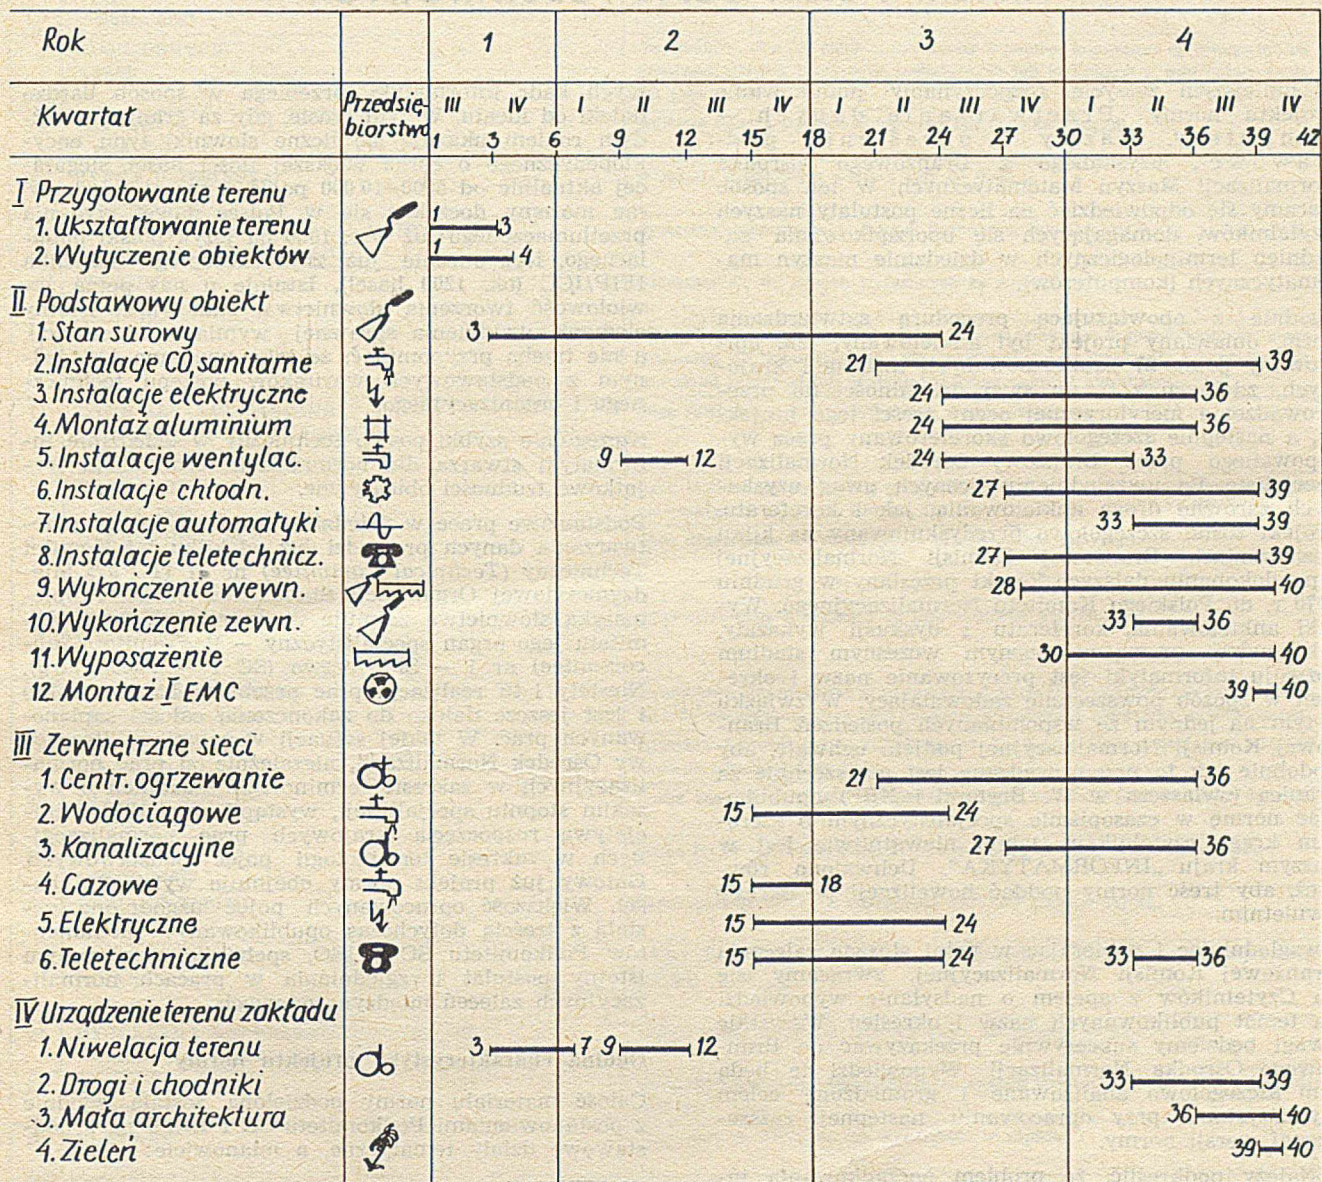 Rok 1 2 3 4
Kwartał Przedsię- III IV I II III IV I II III IV I II III IV
biorstwo 1 3 6 9 12 15 18 21 24 27 30 33 36 39 42
I Przygotowanie terenu
1. Ukształtowanie terenu 1 3
2. Wytyczenie obiektów 1 4
II Podstawowy obiekt
1. Stan surowy 3 24
2. Instalacje CO, sanitarne 21 39
3. Instalacje elektryczne 24 36
4. Montaż aluminium 24 36
5. Instalacje wentylac. 9 12 24 33
6. Instalacje chłodn. 27 39
7. Instalacje automatyki 33 39
8. Instalacje teletechnicz. 27 39
9. Wykończenie wewn. 28 40
10. Wykończenie zewn. 33 36
11. Wyposażenie 30 40
12. Montaż I EMC 39 40
III Zewnętrzne sieci
1. Centr. ogrzewanie 21 36
2. Wodociągowe 15 24
3. Kanalizacyjne 27 36
4. Gazowe 15 18
5. Elektryczne 15 24
6. Teletechniczne 15 24 33 36
IV Urządzenie terenu zakładu
1. Niwelacja terenu 3 7 9 12
2. Drogi i chodniki 33 39
3. Mała architektura 36 40
4. Zieleń 39 40